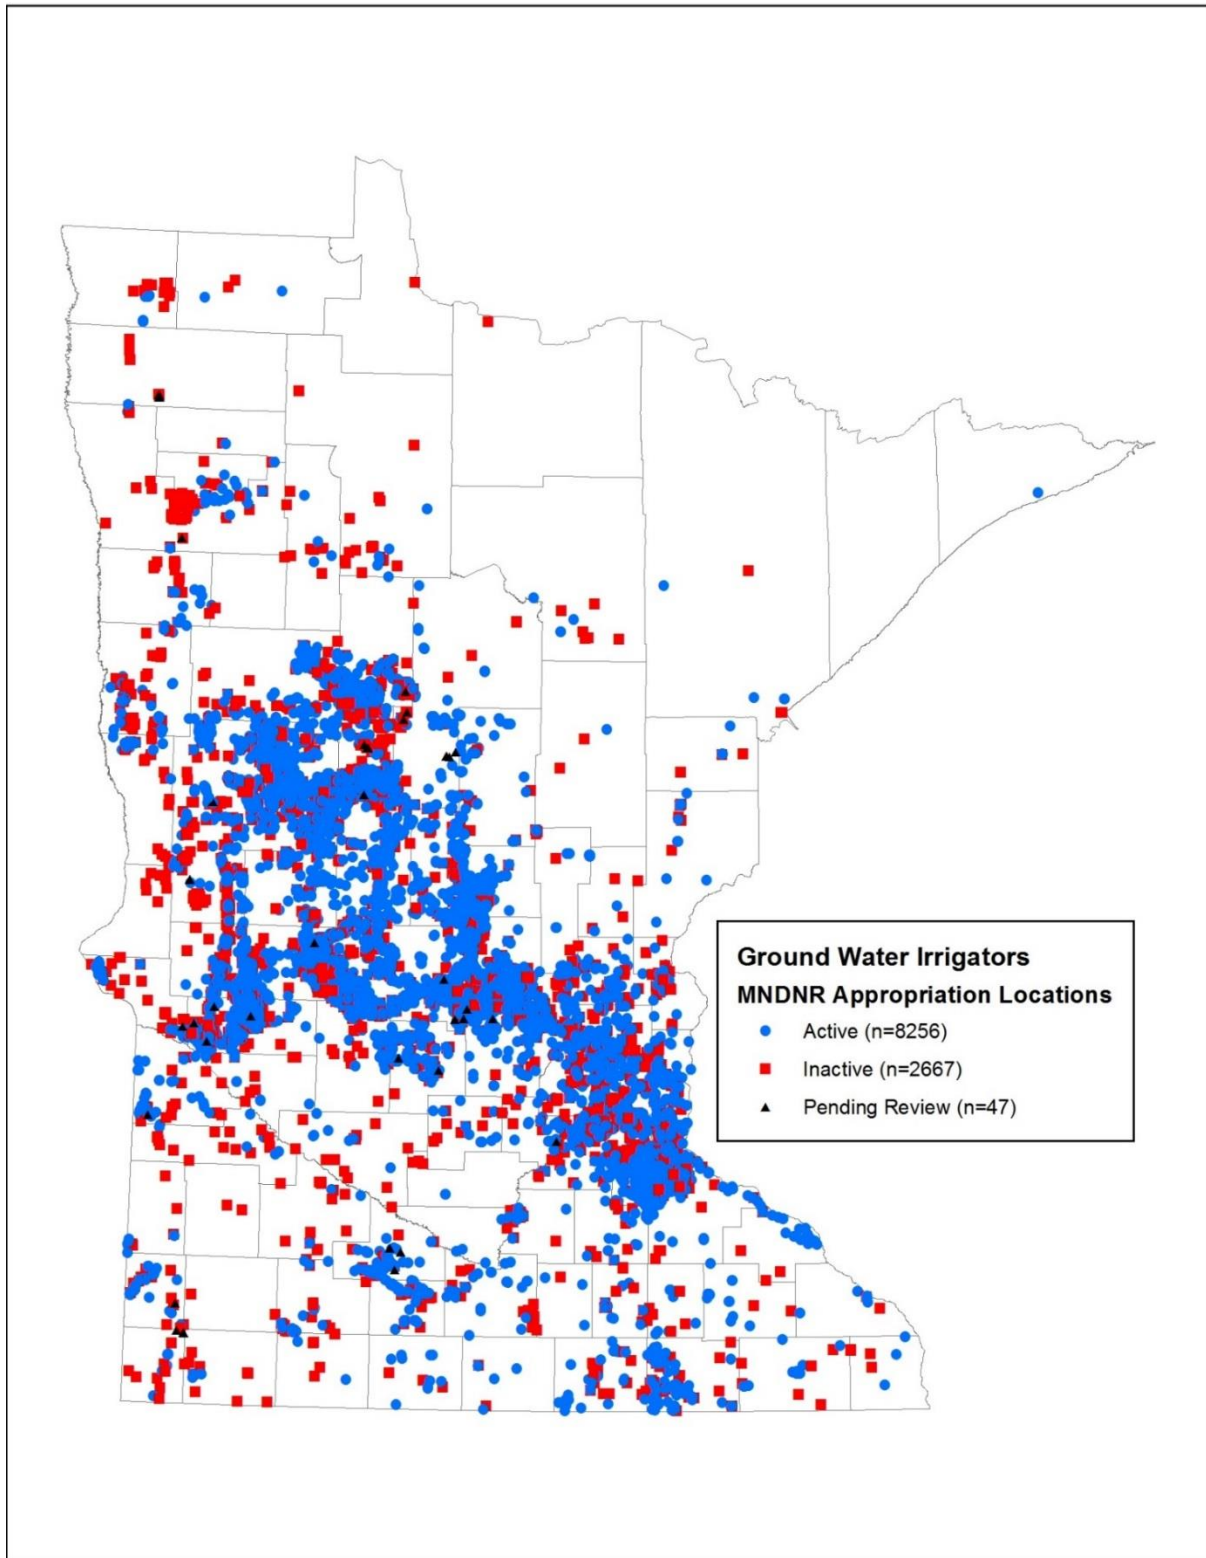 Ground Water Irrigators
MNDNR Appropriation Locations
Active (n=8256)
Inactive (n=2667)
Pending Review (n=47)